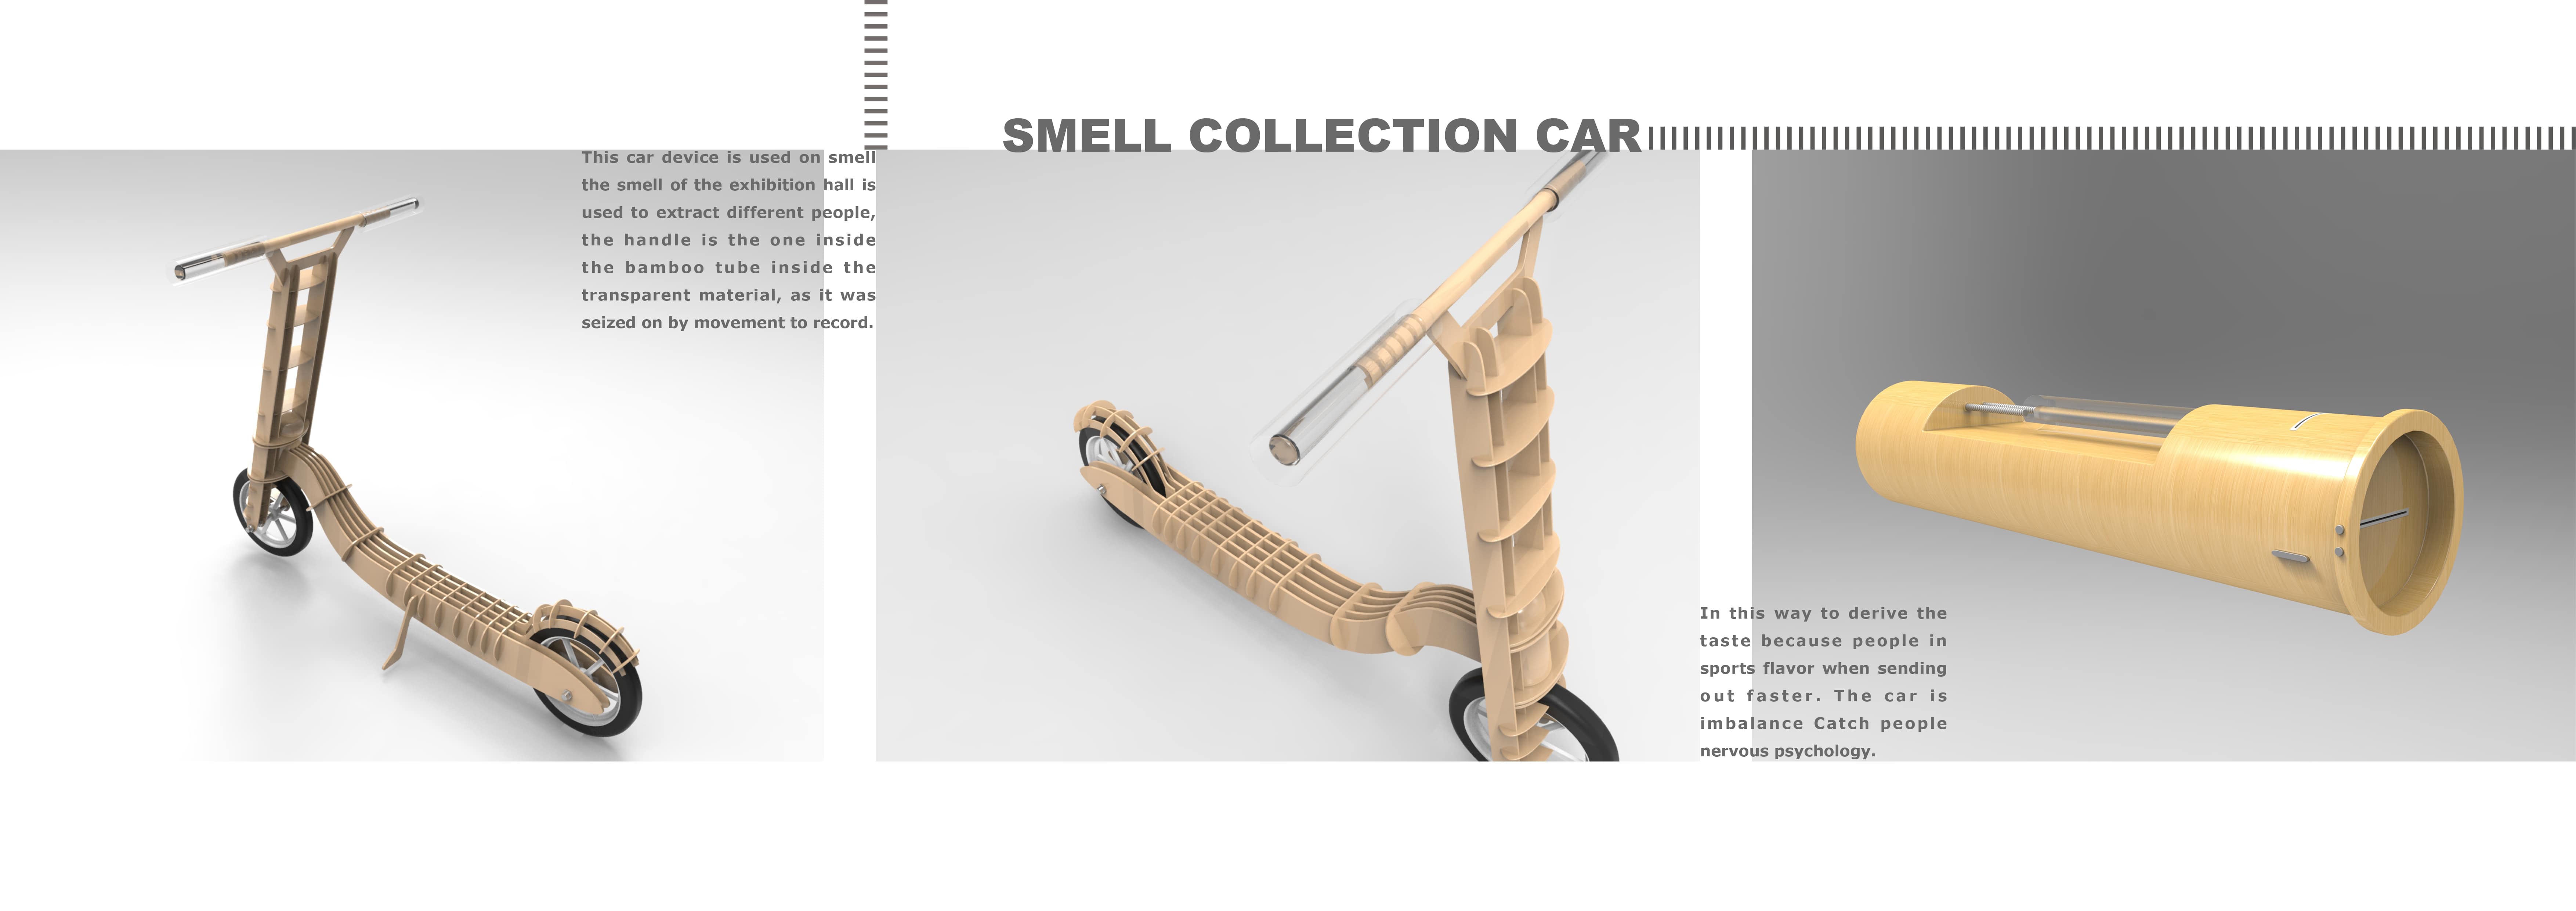 SMELL COLLECTION CAR
This car device is used on smell
the smell of the exhibition hall is
used to extract different people,
the handle is the one inside
the bamboo tube inside the
transparent material, as it was
seized on by movement to record.
In this way to derive the
taste because people in
sports flavor when sending
out faster. The car is
imbalance Catch people
nervous psychology.